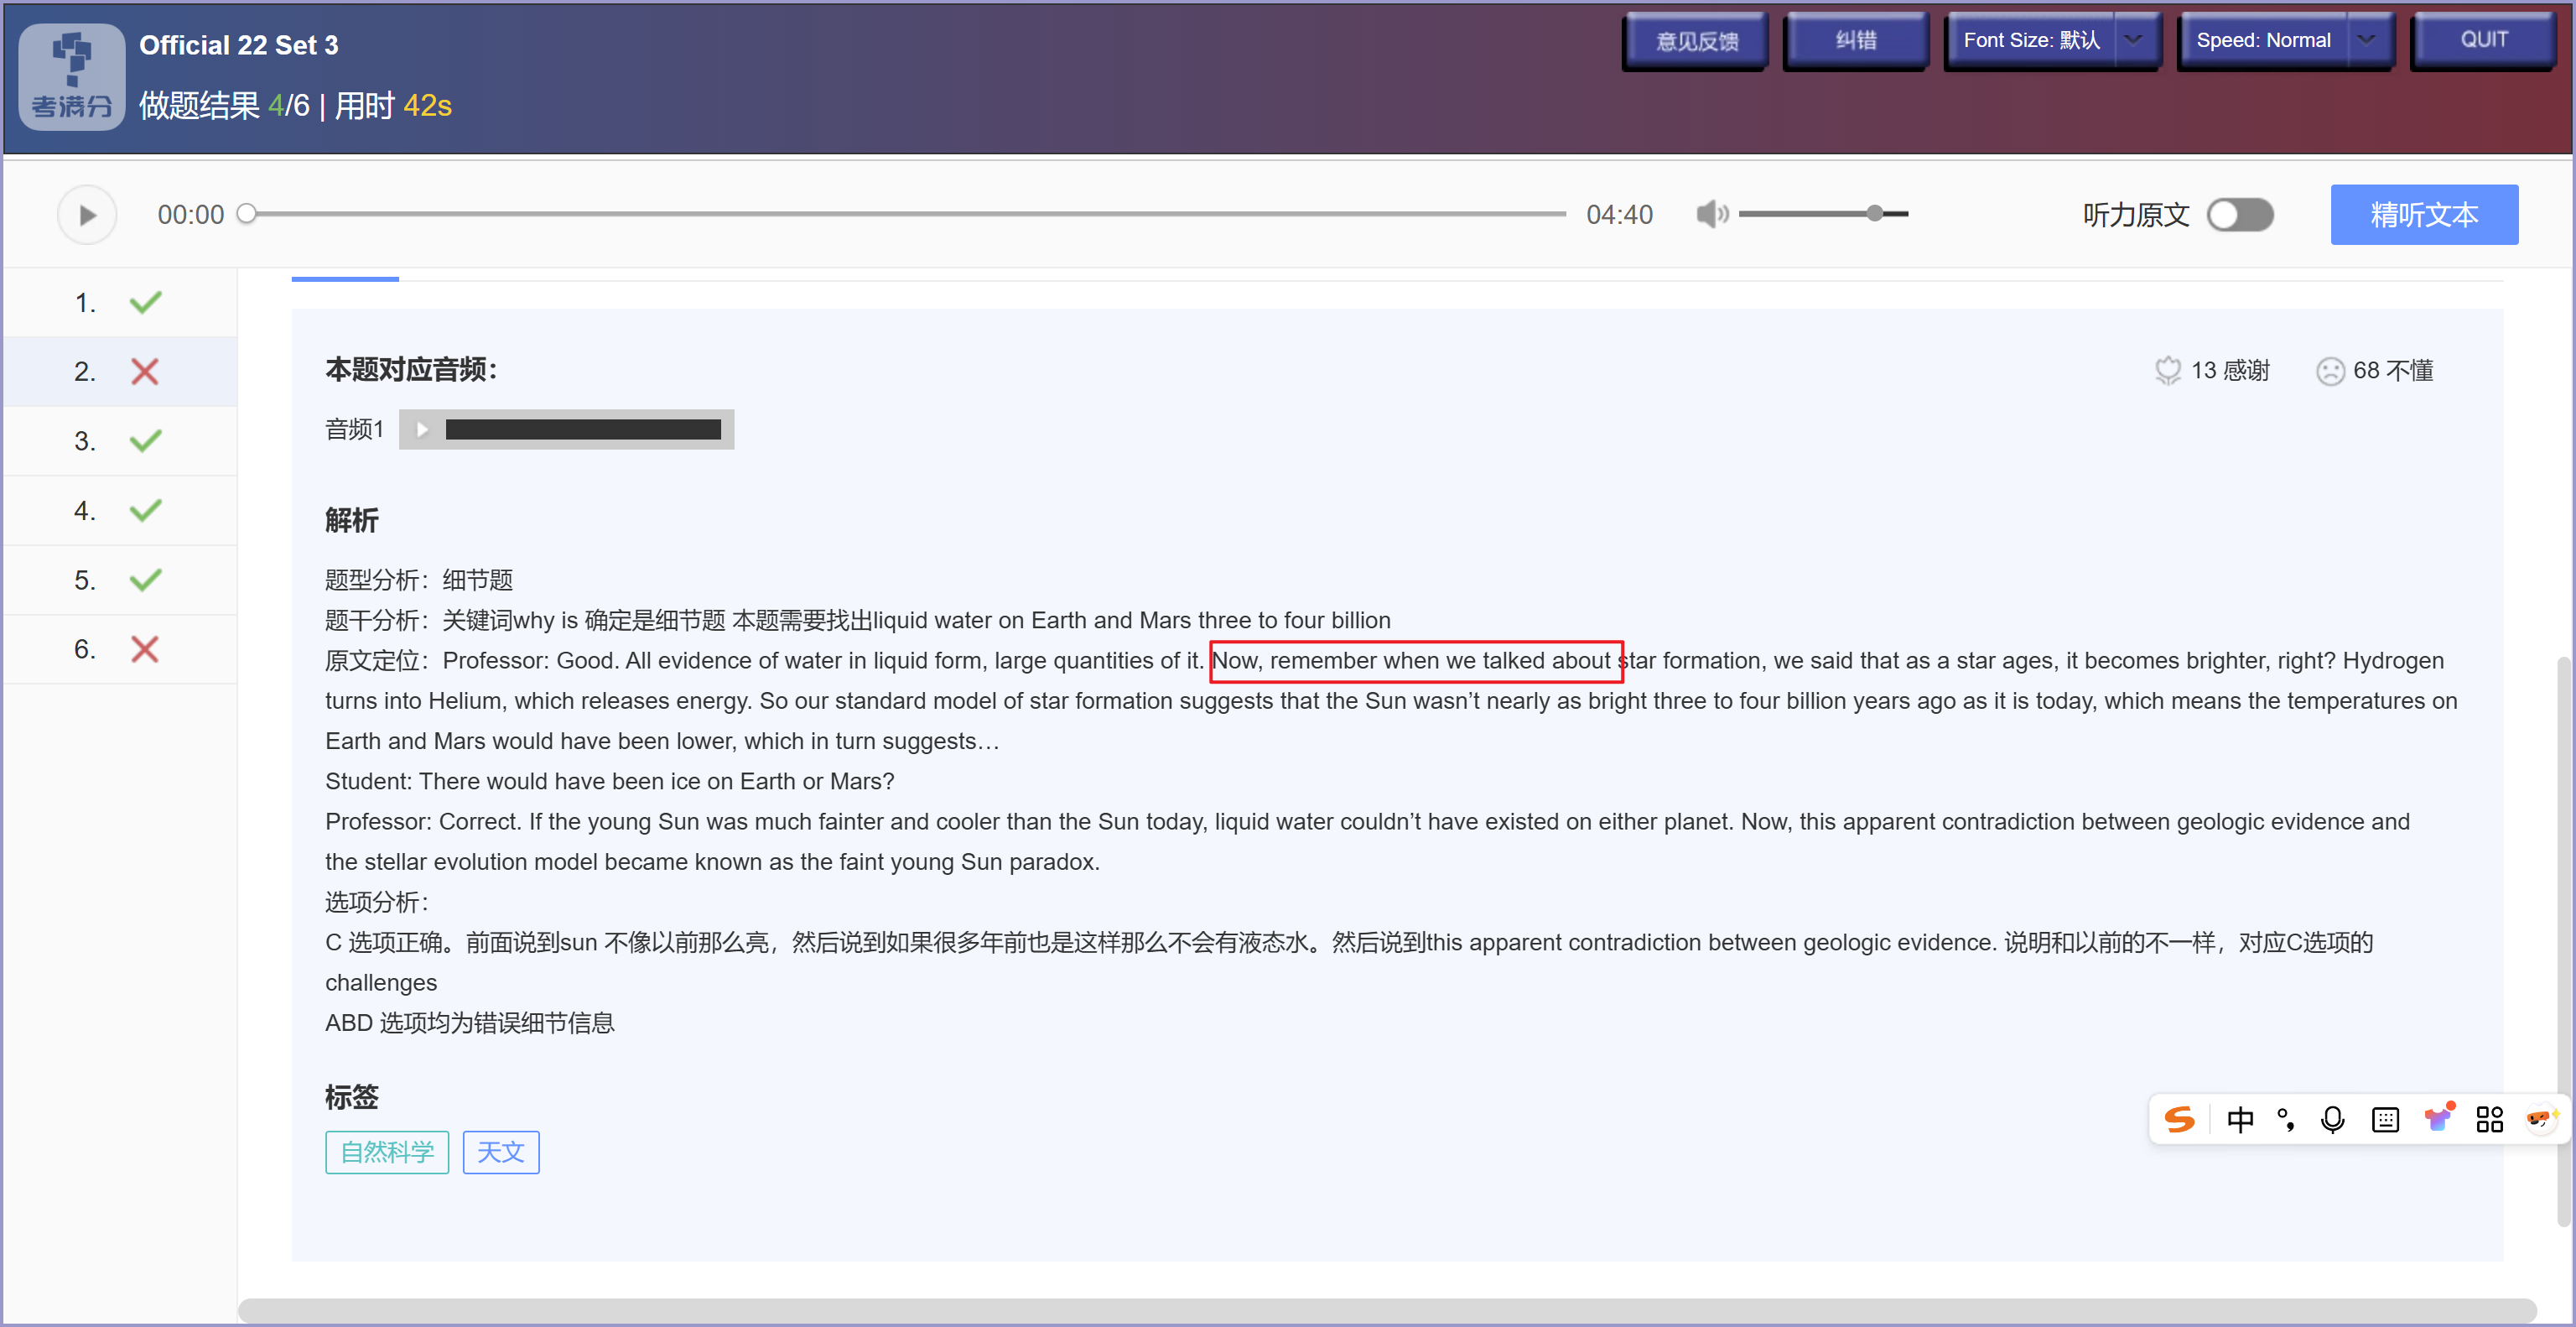 Official 22 Set 3
做题结果 4/6 | 用时 42s
考满分
意见反馈
纠错
Font Size: 默认
Speed: Normal
QUIT
00:00
04:40
听力原文
精听文本
1.
2.
3.
4.
5.
6.
本题对应音频：
13 感谢
68 不懂
音频1
解析
题型分析：细节题
题干分析：关键词why is 确定是细节题 本题需要找出liquid water on Earth and Mars three to four billion
原文定位：Professor: Good. All evidence of water in liquid form, large quantities of it. Now, remember when we talked about star formation, we said that as a star ages, it becomes brighter, right? Hydrogen
turns into Helium, which releases energy. So our standard model of star formation suggests that the Sun wasn’t nearly as bright three to four billion years ago as it is today, which means the temperatures on
Earth and Mars would have been lower, which in turn suggests…
Student: There would have been ice on Earth or Mars?
Professor: Correct. If the young Sun was much fainter and cooler than the Sun today, liquid water couldn’t have existed on either planet. Now, this apparent contradiction between geologic evidence and
the stellar evolution model became known as the faint young Sun paradox.
选项分析：
C 选项正确。前面说到sun 不像以前那么亮，然后说到如果很多年前也是这样那么不会有液态水。然后说到this apparent contradiction between geologic evidence. 说明和以前的不一样，对应C选项的
challenges
ABD 选项均为错误细节信息
标签
自然科学
天文
中